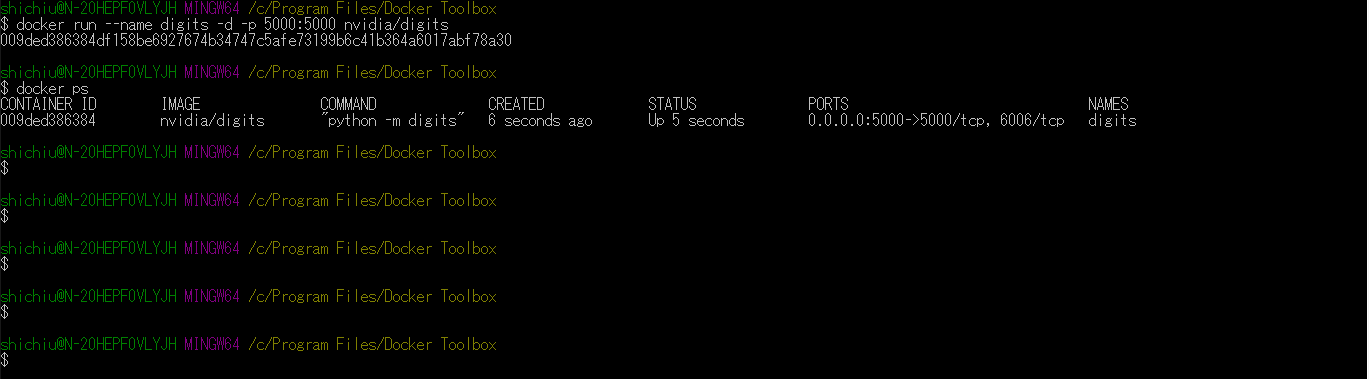 shichiu@N-20HEPF0VLYJH MINGW64 /c/Program Files/Docker Toolbox
$ docker run --name digits -d -p 5000:5000 nvidia/digits
009ded386384df158be6927674b34747c5afe73199b6c41b364a6017abf78a30
shichiu@N-20HEPF0VLYJH MINGW64 /c/Program Files/Docker Toolbox
$ docker ps
CONTAINER ID IMAGE COMMAND CREATED STATUS PORTS NAMES
009ded386384 nvidia/digits "python -m digits" 6 seconds ago Up 5 seconds 0.0.0.0:5000->5000/tcp, 6006/tcp digits
shichiu@N-20HEPF0VLYJH MINGW64 /c/Program Files/Docker Toolbox
$
shichiu@N-20HEPF0VLYJH MINGW64 /c/Program Files/Docker Toolbox
$
shichiu@N-20HEPF0VLYJH MINGW64 /c/Program Files/Docker Toolbox
$
shichiu@N-20HEPF0VLYJH MINGW64 /c/Program Files/Docker Toolbox
$
shichiu@N-20HEPF0VLYJH MINGW64 /c/Program Files/Docker Toolbox
$